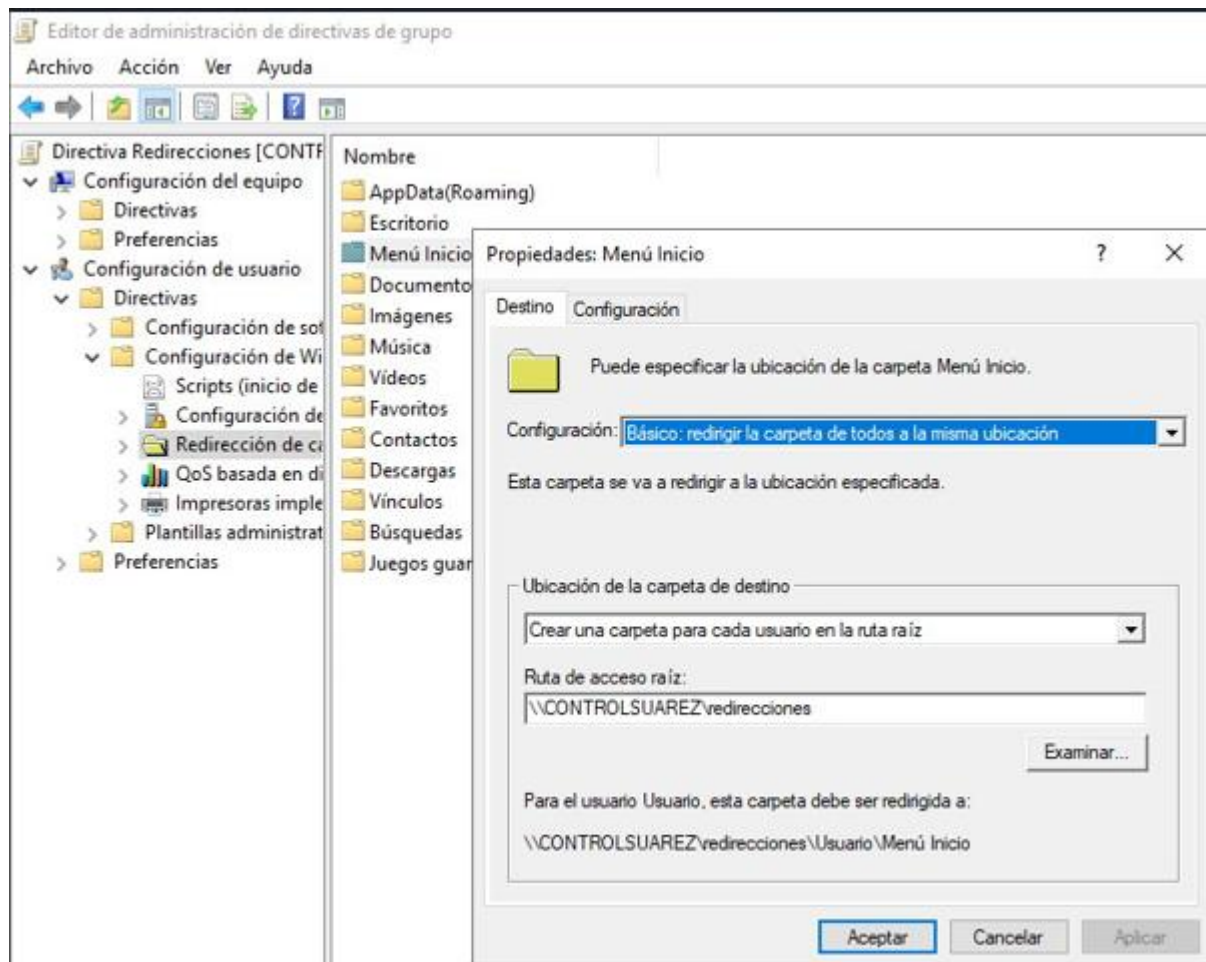 Editor de administración de directivas de grupo
Archivo Acción Ver Ayuda
Directiva Redirecciones [CONTF
Configuración del equipo
Directivas
Preferencias
Configuración de usuario
Directivas
Configuración de sof
Configuración de Wi
Scripts (inicio de
Configuración de
Redirección de ca
QoS basada en di
Impresoras imple
Plantillas administrat
Preferencias
Nombre
AppData(Roaming)
Escritorio
Menú Inicio
Documento
Imágenes
Música
Vídeos
Favoritos
Contactos
Descargas
Vínculos
Búsquedas
Juegos guar
Propiedades: Menú Inicio
Destino Configuración
Puede especificar la ubicación de la carpeta Menú Inicio.
Configuración: Básico: redirigir la carpeta de todos a la misma ubicación
Esta carpeta se va a redirigir a la ubicación especificada.
Ubicación de la carpeta de destino
Crear una carpeta para cada usuario en la ruta raíz
Ruta de acceso raíz:
\\CONTROLSUAREZ\redirecciones
Examinar...
Para el usuario Usuario, esta carpeta debe ser redirigida a:
\\CONTROLSUAREZ\redirecciones\Usuario\Menú Inicio
Aceptar Cancelar Aplicar